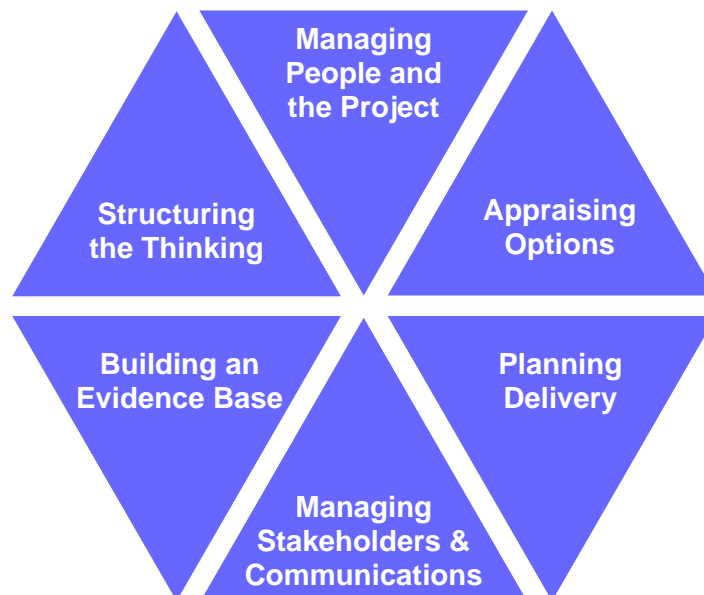 Managing
People and
the Project
Structuring
the Thinking
Appraising
Options
Building an
Evidence Base
Planning
Delivery
Managing
Stakeholders &
Communications